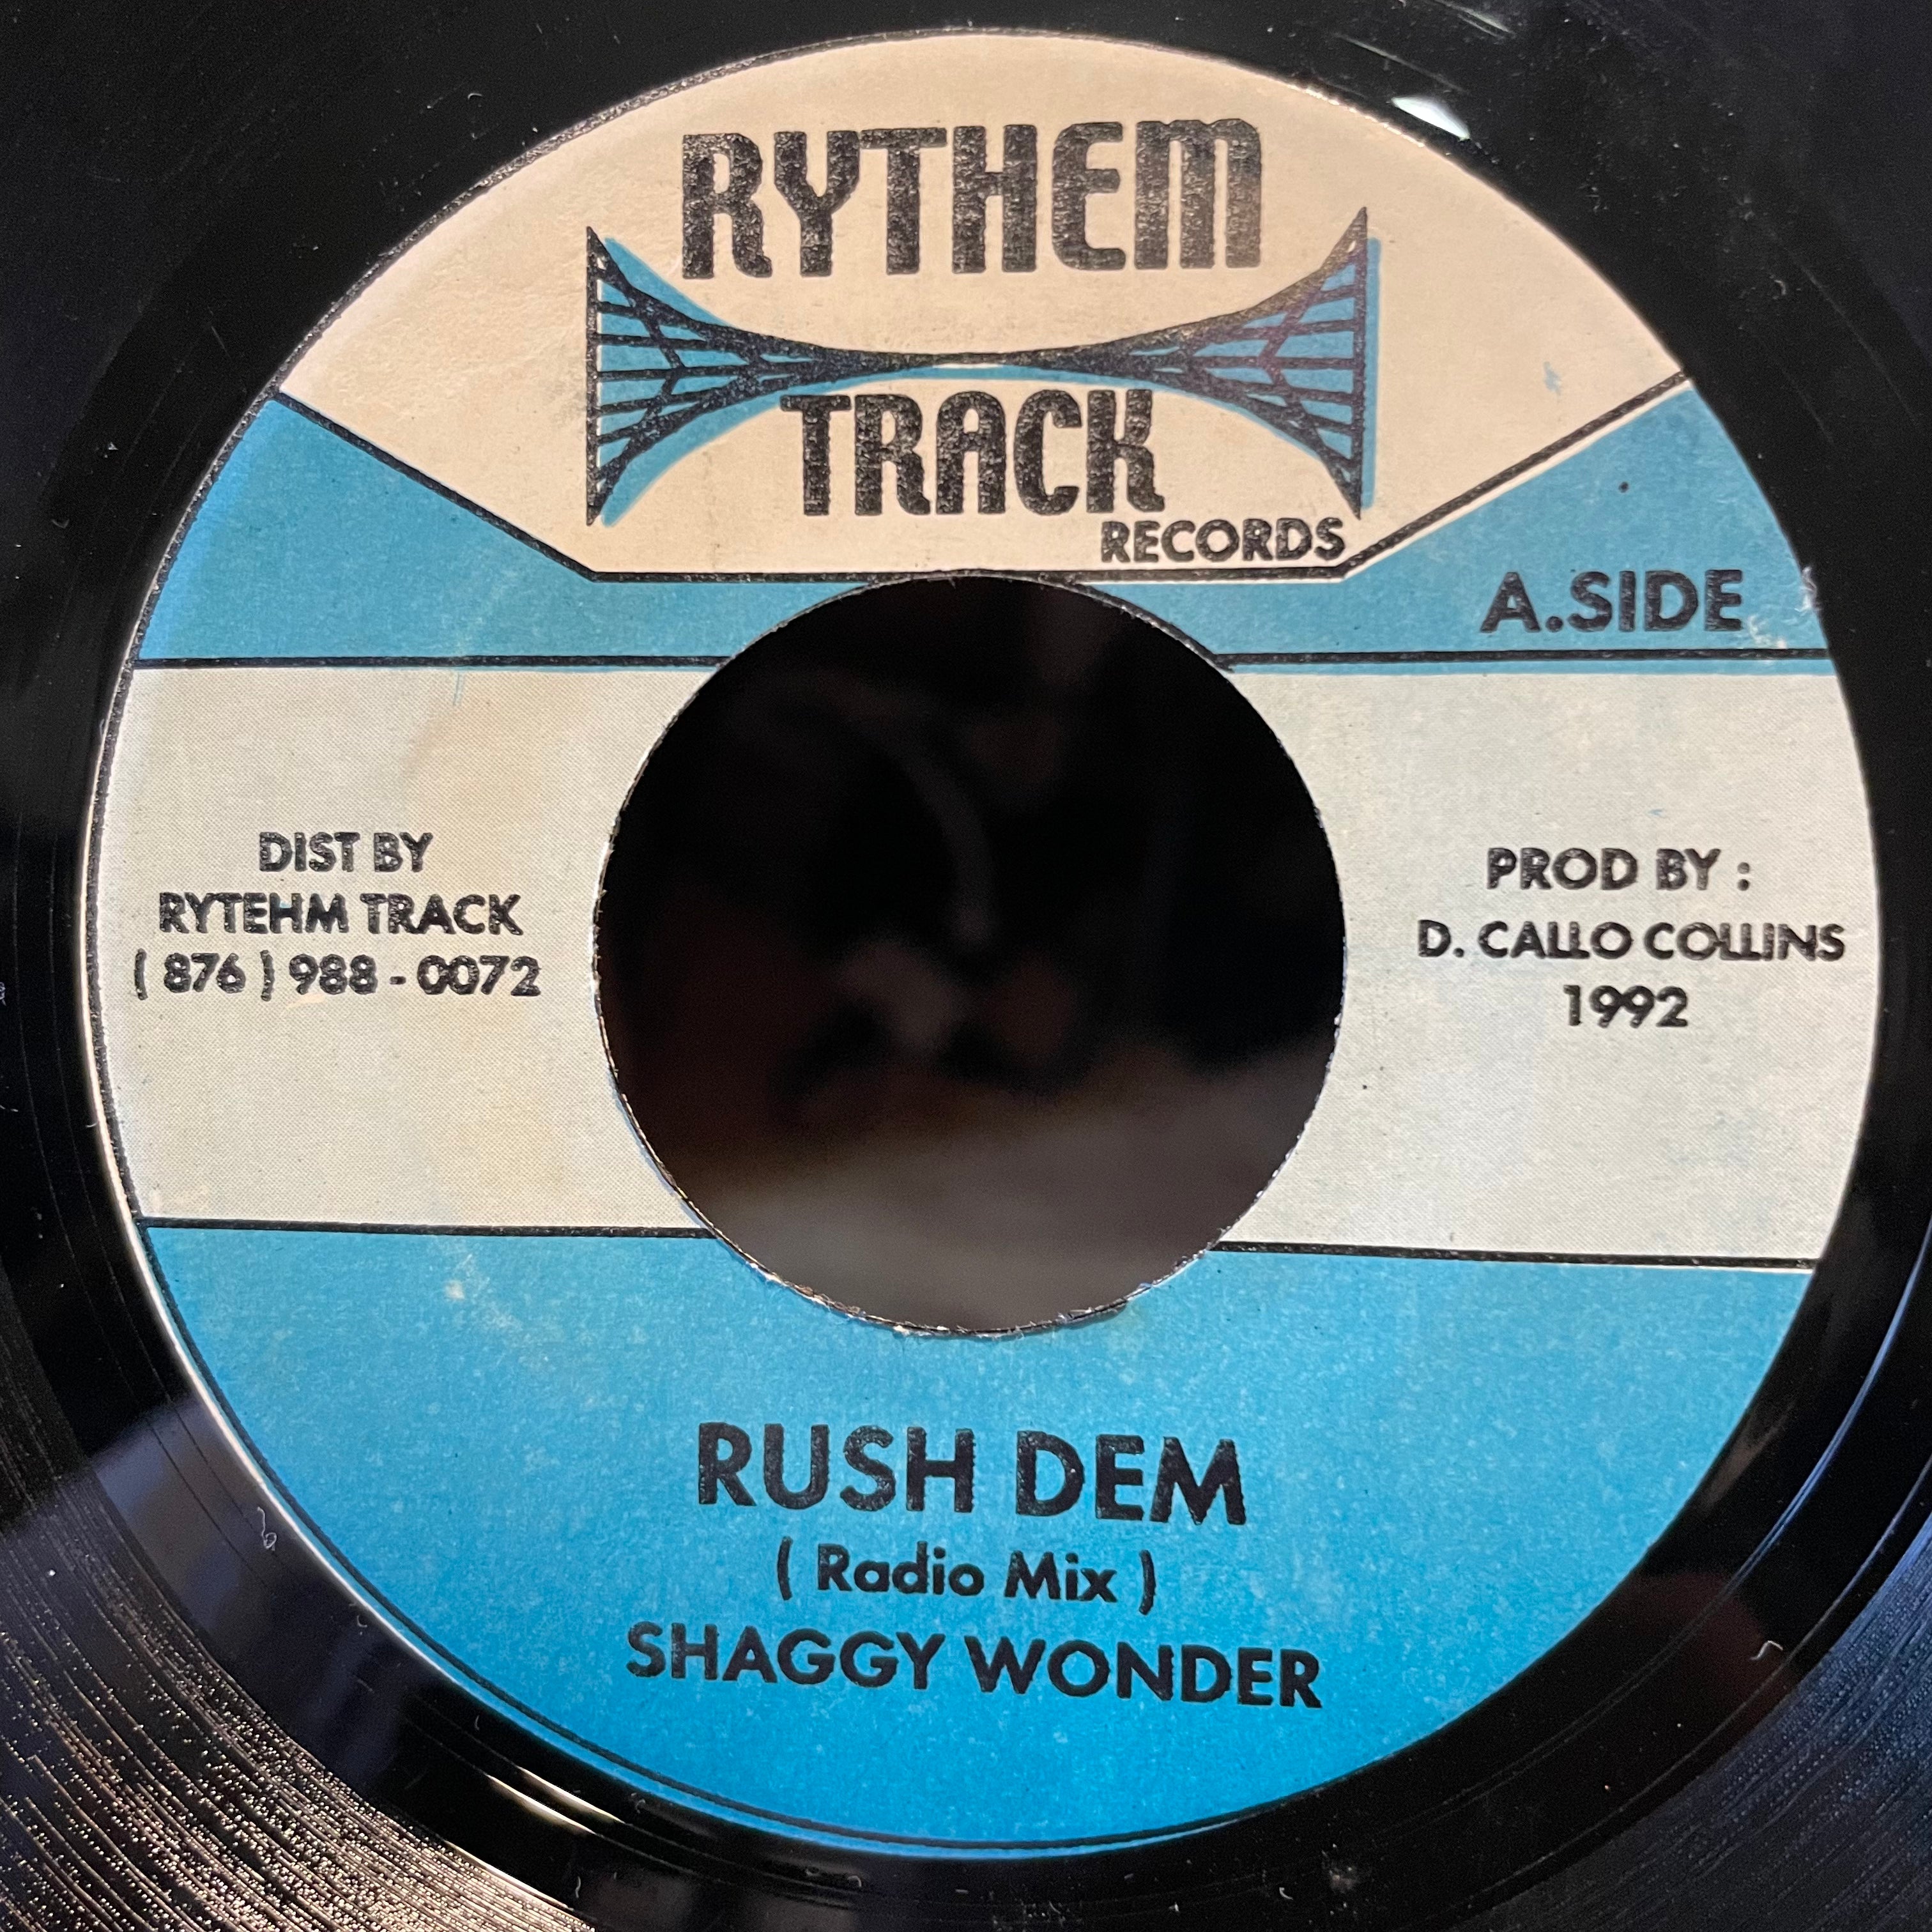 RYTHEM
TRACK
RECORDS
A.SIDE
DIST BY
RYTEHM TRACK
( 876 ) 988 - 0072
PROD BY :
D. CALLO COLLINS
1992
RUSH DEM
( Radio Mix )
SHAGGY WONDER